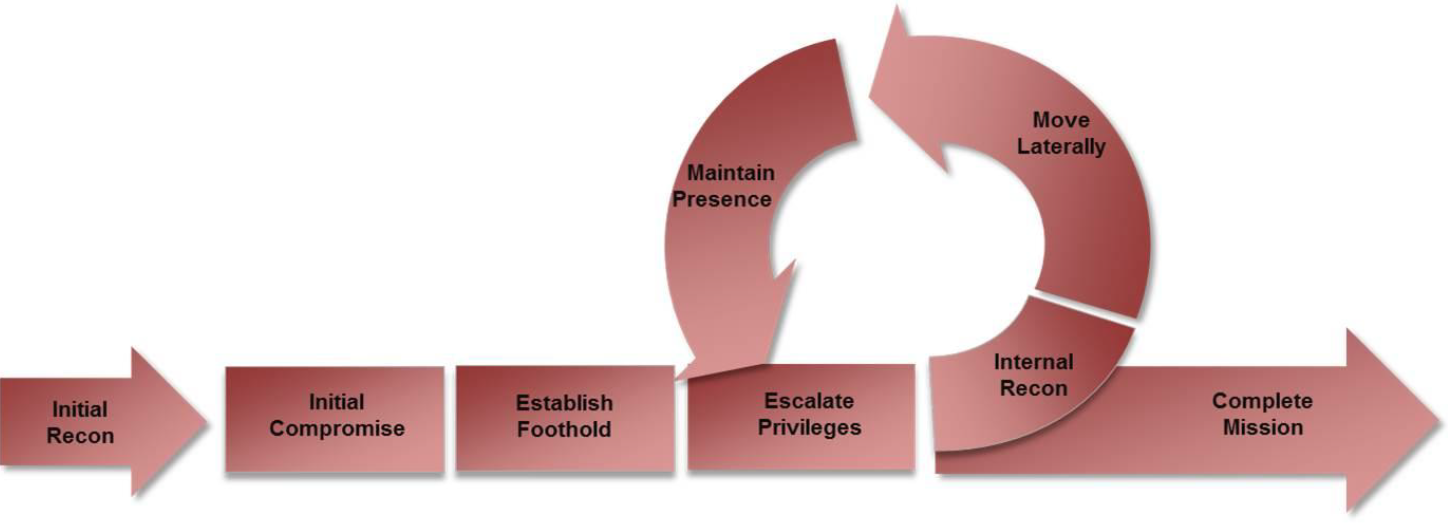 Initial
Recon
Initial
Compromise
Establish
Foothold
Escalate
Privileges
Internal
Recon
Move
Laterally
Maintain
Presence
Complete
Mission